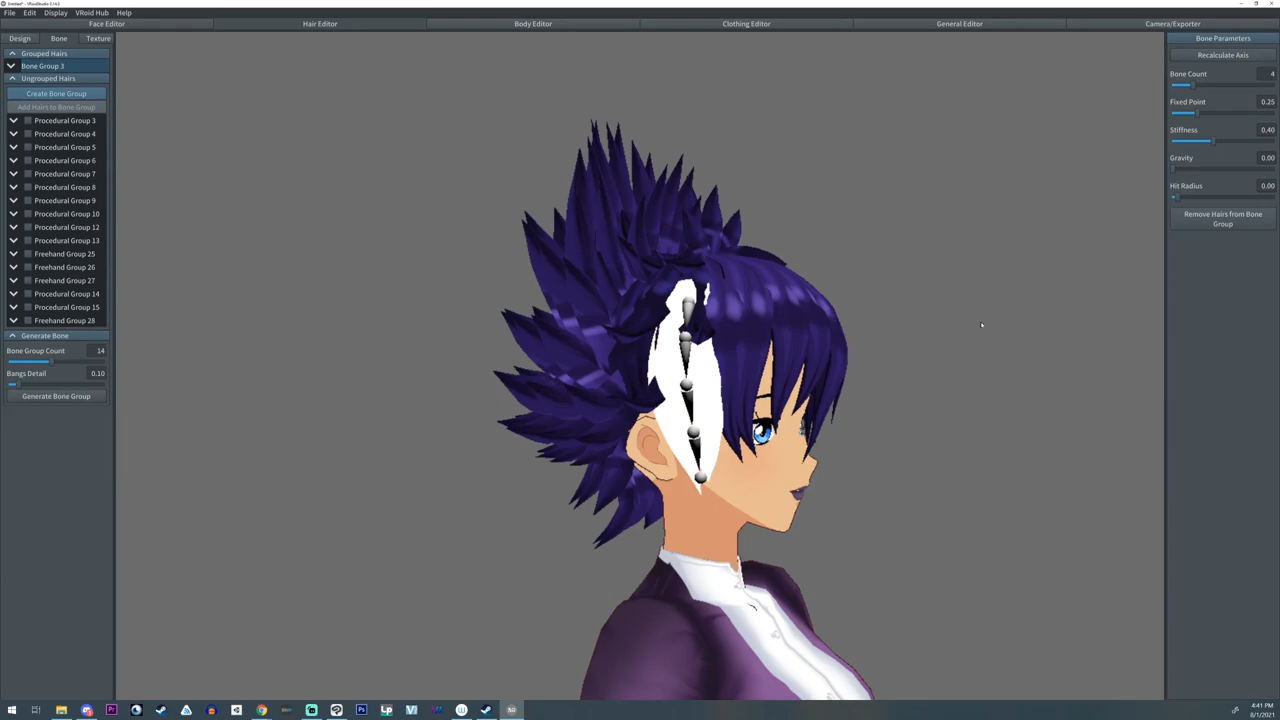 File Edit Display VRoid Hub Help
Face Editor Hair Editor Body Editor Clothing Editor General Editor Camera/Exporter
Design Bone Texture
Grouped Hairs
Bone Group 3
Ungrouped Hairs
Create Bone Group
Add Hairs to Bone Group
Procedural Group 3
Procedural Group 4
Procedural Group 5
Procedural Group 6
Procedural Group 7
Procedural Group 8
Procedural Group 9
Procedural Group 10
Procedural Group 12
Procedural Group 13
Freehand Group 25
Freehand Group 26
Freehand Group 27
Procedural Group 14
Procedural Group 15
Freehand Group 28
Generate Bone
Bone Group Count 14
Bangs Detail 0.10
Generate Bone Group
Bone Parameters
Recalculate Axis
Bone Count 4
Fixed Point 0.25
Stiffness 0.40
Gravity 0.00
Hit Radius 0.00
Remove Hairs from Bone
Group
4:41 PM
8/1/2021